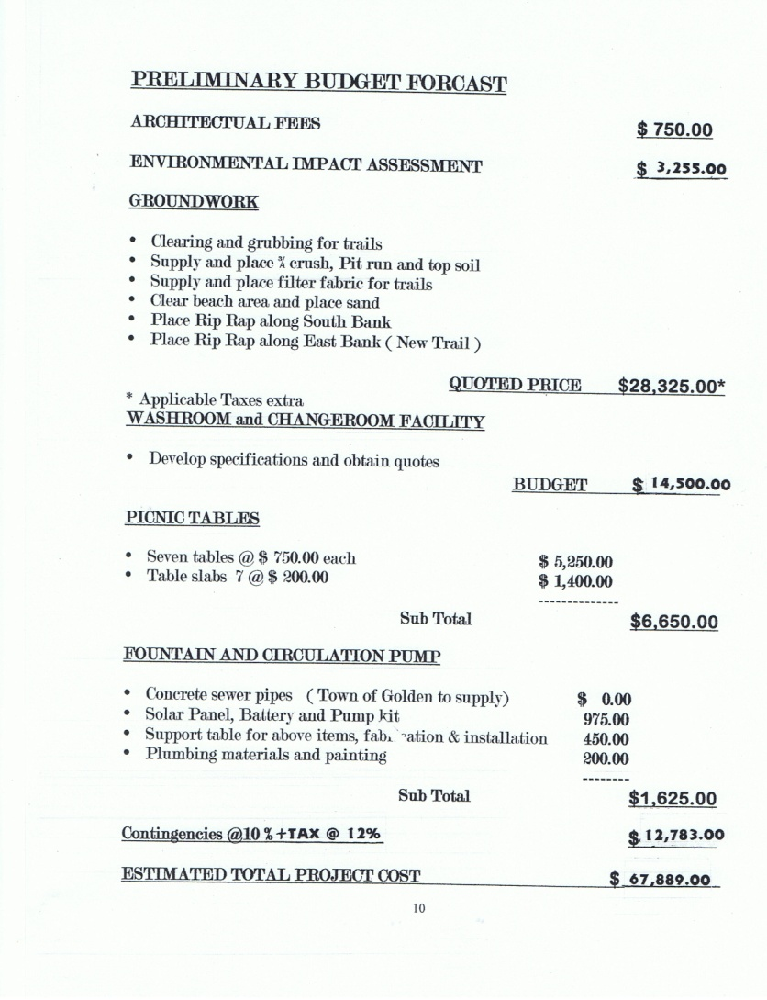 PRELIMINARY BUDGET FORCAST
ARCHITECTUAL FEES $ 750.00
ENVIRONMENTAL IMPACT ASSESSMENT $ 3,255.00
GROUNDWORK
• Clearing and grubbing for trails
• Supply and place ¾ crush, Pit run and top soil
• Supply and place filter fabric for trails
• Clear beach area and place sand
• Place Rip Rap along South Bank
• Place Rip Rap along East Bank ( New Trail )
QUOTED PRICE $28,325.00*
* Applicable Taxes extra
WASHROOM and CHANGEROOM FACILITY
• Develop specifications and obtain quotes
BUDGET $ 14,500.00
PICNIC TABLES
• Seven tables @ $ 750.00 each $ 5,250.00
• Table slabs 7 @ $ 200.00 $ 1,400.00
--------------
Sub Total $6,650.00
FOUNTAIN AND CIRCULATION PUMP
• Concrete sewer pipes ( Town of Golden to supply) $ 0.00
• Solar Panel, Battery and Pump kit 975.00
• Support table for above items, & installation 450.00
• Plumbing materials and painting 200.00
--------
Sub Total $1,625.00
Contingencies @10 % +TAX @ 12% $ 12,783.00
ESTIMATED TOTAL PROJECT COST $ 67,889.00
10